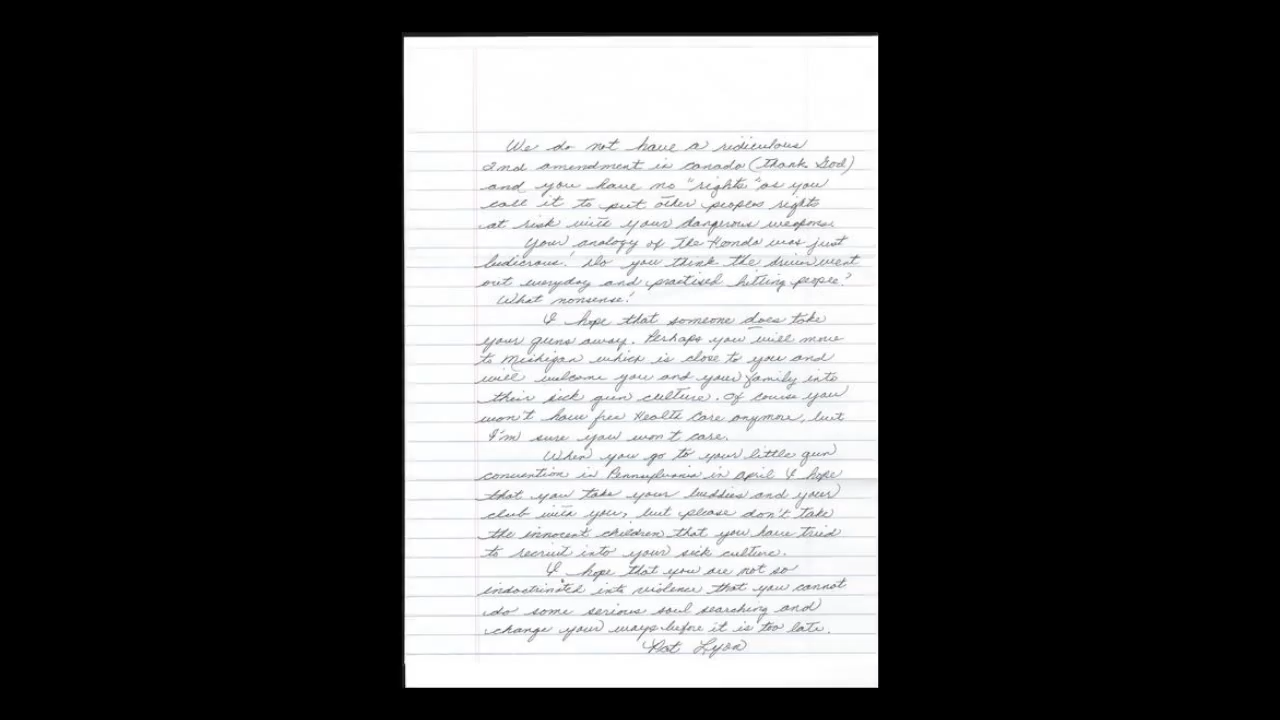 We do not have a ridiculous
2nd amendment in canada (thank God)
and you have no "rights" as you
call it to put other peoples rights
at risk with your dangerous weapons.
Your analogy of the Honda was just
ludicrous! Do you think the driver went
out everyday and practised hitting people?
What nonsense!
I hope that someone does take
your guns away. Perhaps you will move
to Michigan which is close to you and
will welcome you and your family into
their sick gun culture. Of course you
won't have free Health Care anymore, but
I'm sure you won't care.
When you go to your little gun
convention in Pennsylvania in April I hope
that you take your buddies and your
club with you, but please don't take
the innocent children that you have tried
to recruit into your sick culture.
I hope that you are not so
indoctrinated into violence that you cannot
do some serious soul searching and
change your ways before it is too late.
Pat Lyon